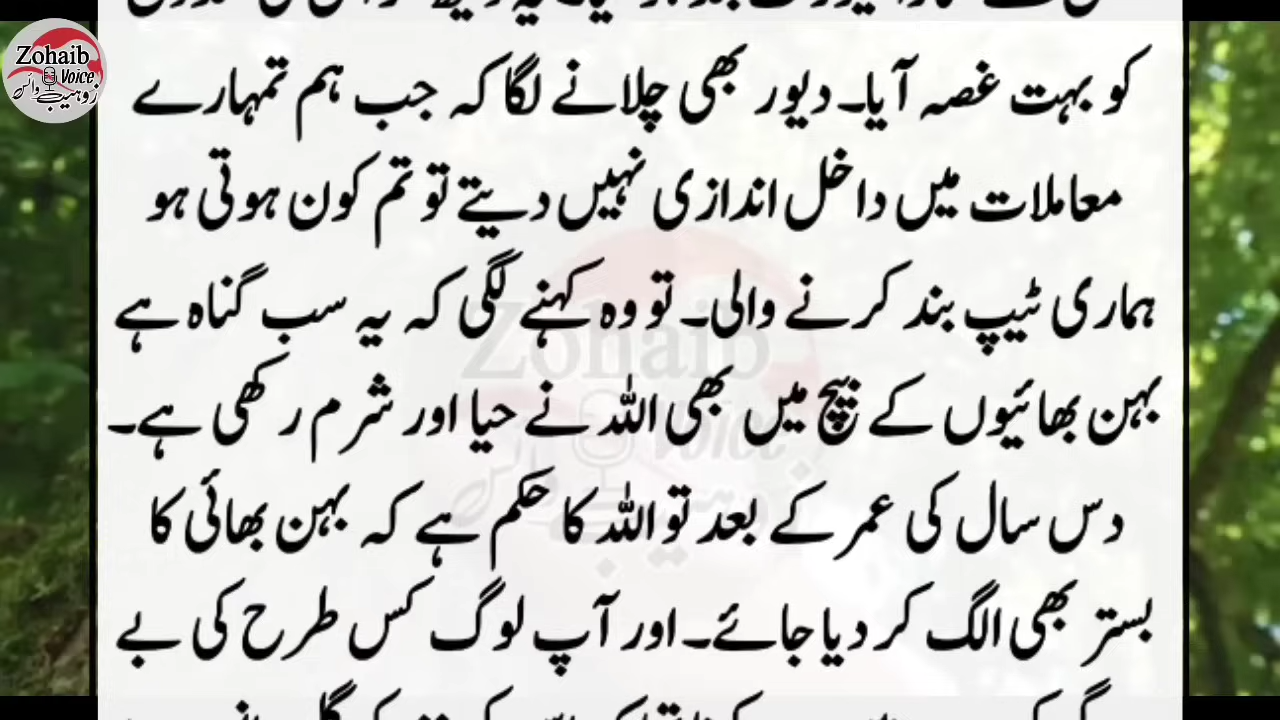 Zohaib
Voice
زوہیب وائس
کو بہت غصہ آیا۔ دیور بھی چلانے لگا کہ جب ہم تمہارے
معاملات میں داخل اندازی نہیں دیتے تو تم کون ہوتی ہو
ہماری ٹیپ بند کرنے والی۔ تو وہ کہنے لگی کہ یہ سب گناہ ہے
بہن بھائیوں کے بیچ میں بھی اللہ نے حیا اور شرم رکھی ہے۔
دس سال کی عمر کے بعد تو اللہ کا حکم ہے کہ بہن بھائی کا
بستر بھی الگ کر دیا جائے۔ اور آپ لوگ کس طرح کی بے